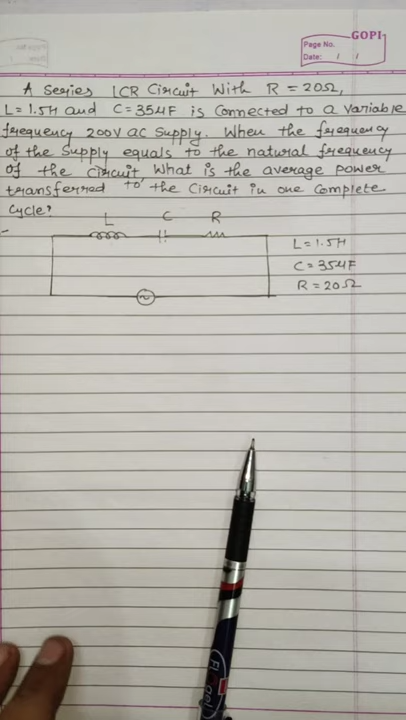 GOPI
Page No.
Date: / /
A Series LCR Circuit With R = 20Ω,
L = 1.5H and C = 35μF is Connected to a Variable
frequency 200V ac Supply. When the frequency
of the Supply equals to the natural frequency
of the Circuit, What is the average power
transferred to the Circuit in one Complete
Cycle?
L C R
L = 1.5H
C = 35μF
R = 20Ω